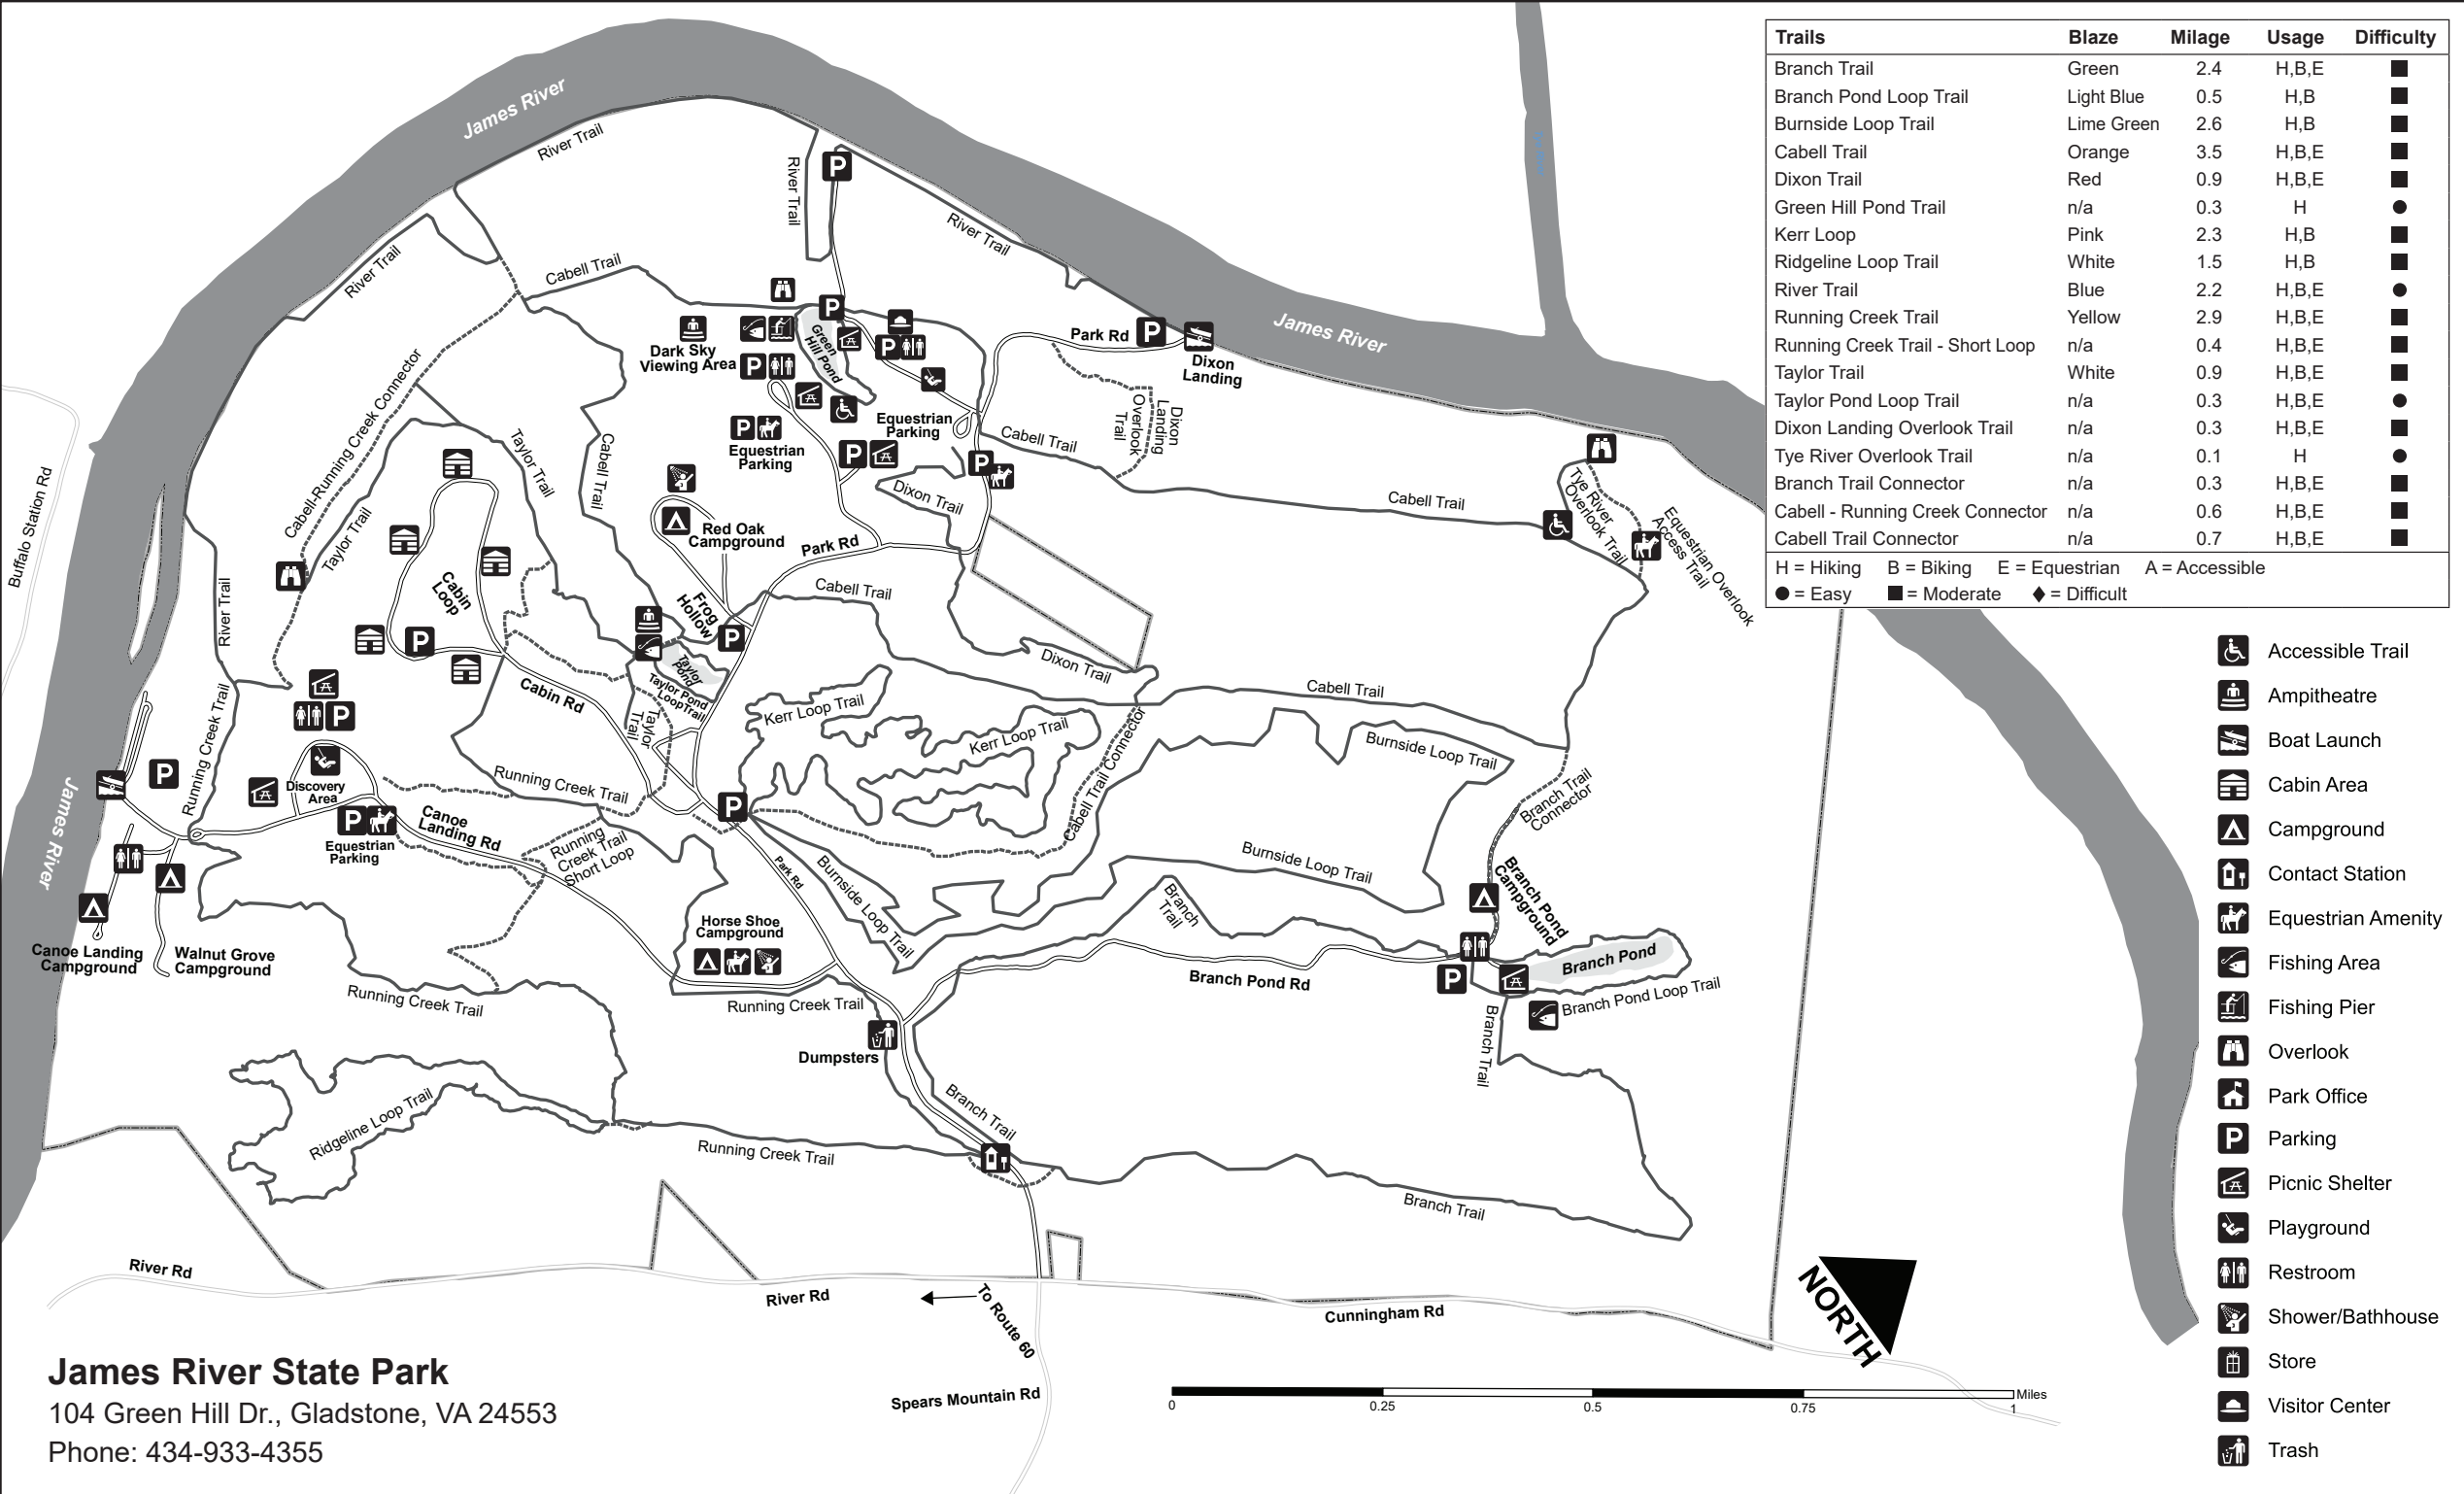 Trails Blaze Milage Usage Difficulty
Branch Trail Green 2.4 H,B,E
Branch Pond Loop Trail Light Blue 0.5 H,B
Burnside Loop Trail Lime Green 2.6 H,B
Cabell Trail Orange 3.5 H,B,E
Dixon Trail Red 0.9 H,B,E
Green Hill Pond Trail n/a 0.3 H
Kerr Loop Pink 2.3 H,B
Ridgeline Loop Trail White 1.5 H,B
River Trail Blue 2.2 H,B,E
Running Creek Trail Yellow 2.9 H,B,E
Running Creek Trail - Short Loop n/a 0.4 H,B,E
Taylor Trail White 0.9 H,B,E
Taylor Pond Loop Trail n/a 0.3 H,B,E
Dixon Landing Overlook Trail n/a 0.3 H,B,E
Tye River Overlook Trail n/a 0.1 H
Branch Trail Connector n/a 0.3 H,B,E
Cabell - Running Creek Connector n/a 0.6 H,B,E
Cabell Trail Connector n/a 0.7 H,B,E
H = Hiking B = Biking E = Equestrian A = Accessible
= Easy = Moderate = Difficult
James River
River Trail
River Trail
River Trail
River Trail
Cabell Trail
P
P
P
P
P
Dark Sky
Viewing Area
Green
Hill Pond
Park Rd
P
James River
Dixon
Landing
Dixon
Landing
Overlook
Trail
Equestrian
Parking
P
Equestrian
Parking
P
P
Cabell Trail
Cabell Trail
Cabell Trail
Dixon Trail
Tye River
Overlook Trail
Equestrian Overlook
Access Trail
Buffalo Station Rd
Cabell-Running Creek Connector
Taylor Trail
Taylor Trail
Cabin
Loop
P
Red Oak
Campground
Park Rd
Cabell Trail
Frog
Hollow
P
Taylor
Pond
Taylor Pond
LoopTrail
Taylor
Trail
Cabin Rd
River Trail
Dixon Trail
Cabell Trail
Kerr Loop Trail
Kerr Loop Trail
Cabell Trail Connector
Burnside Loop Trail
Branch Trail
Connector
P
P
Running Creek Trail
Discovery
Area
P
Equestrian
Parking
Canoe
Landing Rd
Running Creek Trail
Running
Creek Trail
Short Loop
P
Park Rd
Burnside Loop Trail
Burnside Loop Trail
Branch
Trail
Branch Pond
Campground
James River
Canoe Landing
Campground
Walnut Grove
Campground
Horse Shoe
Campground
Branch Pond Rd
P
Branch Pond
Branch Pond Loop Trail
Branch Trail
Running Creek Trail
Running Creek Trail
Dumpsters
Ridgeline Loop Trail
Branch Trail
Running Creek Trail
Branch Trail
River Rd
River Rd
To Route 60
Cunningham Rd
Spears Mountain Rd
NORTH
0 0.25 0.5 0.75 1 Miles
James River State Park
104 Green Hill Dr., Gladstone, VA 24553
Phone: 434-933-4355
Accessible Trail
Ampitheatre
Boat Launch
Cabin Area
Campground
Contact Station
Equestrian Amenity
Fishing Area
Fishing Pier
Overlook
Park Office
P Parking
Picnic Shelter
Playground
Restroom
Shower/Bathhouse
Store
Visitor Center
Trash